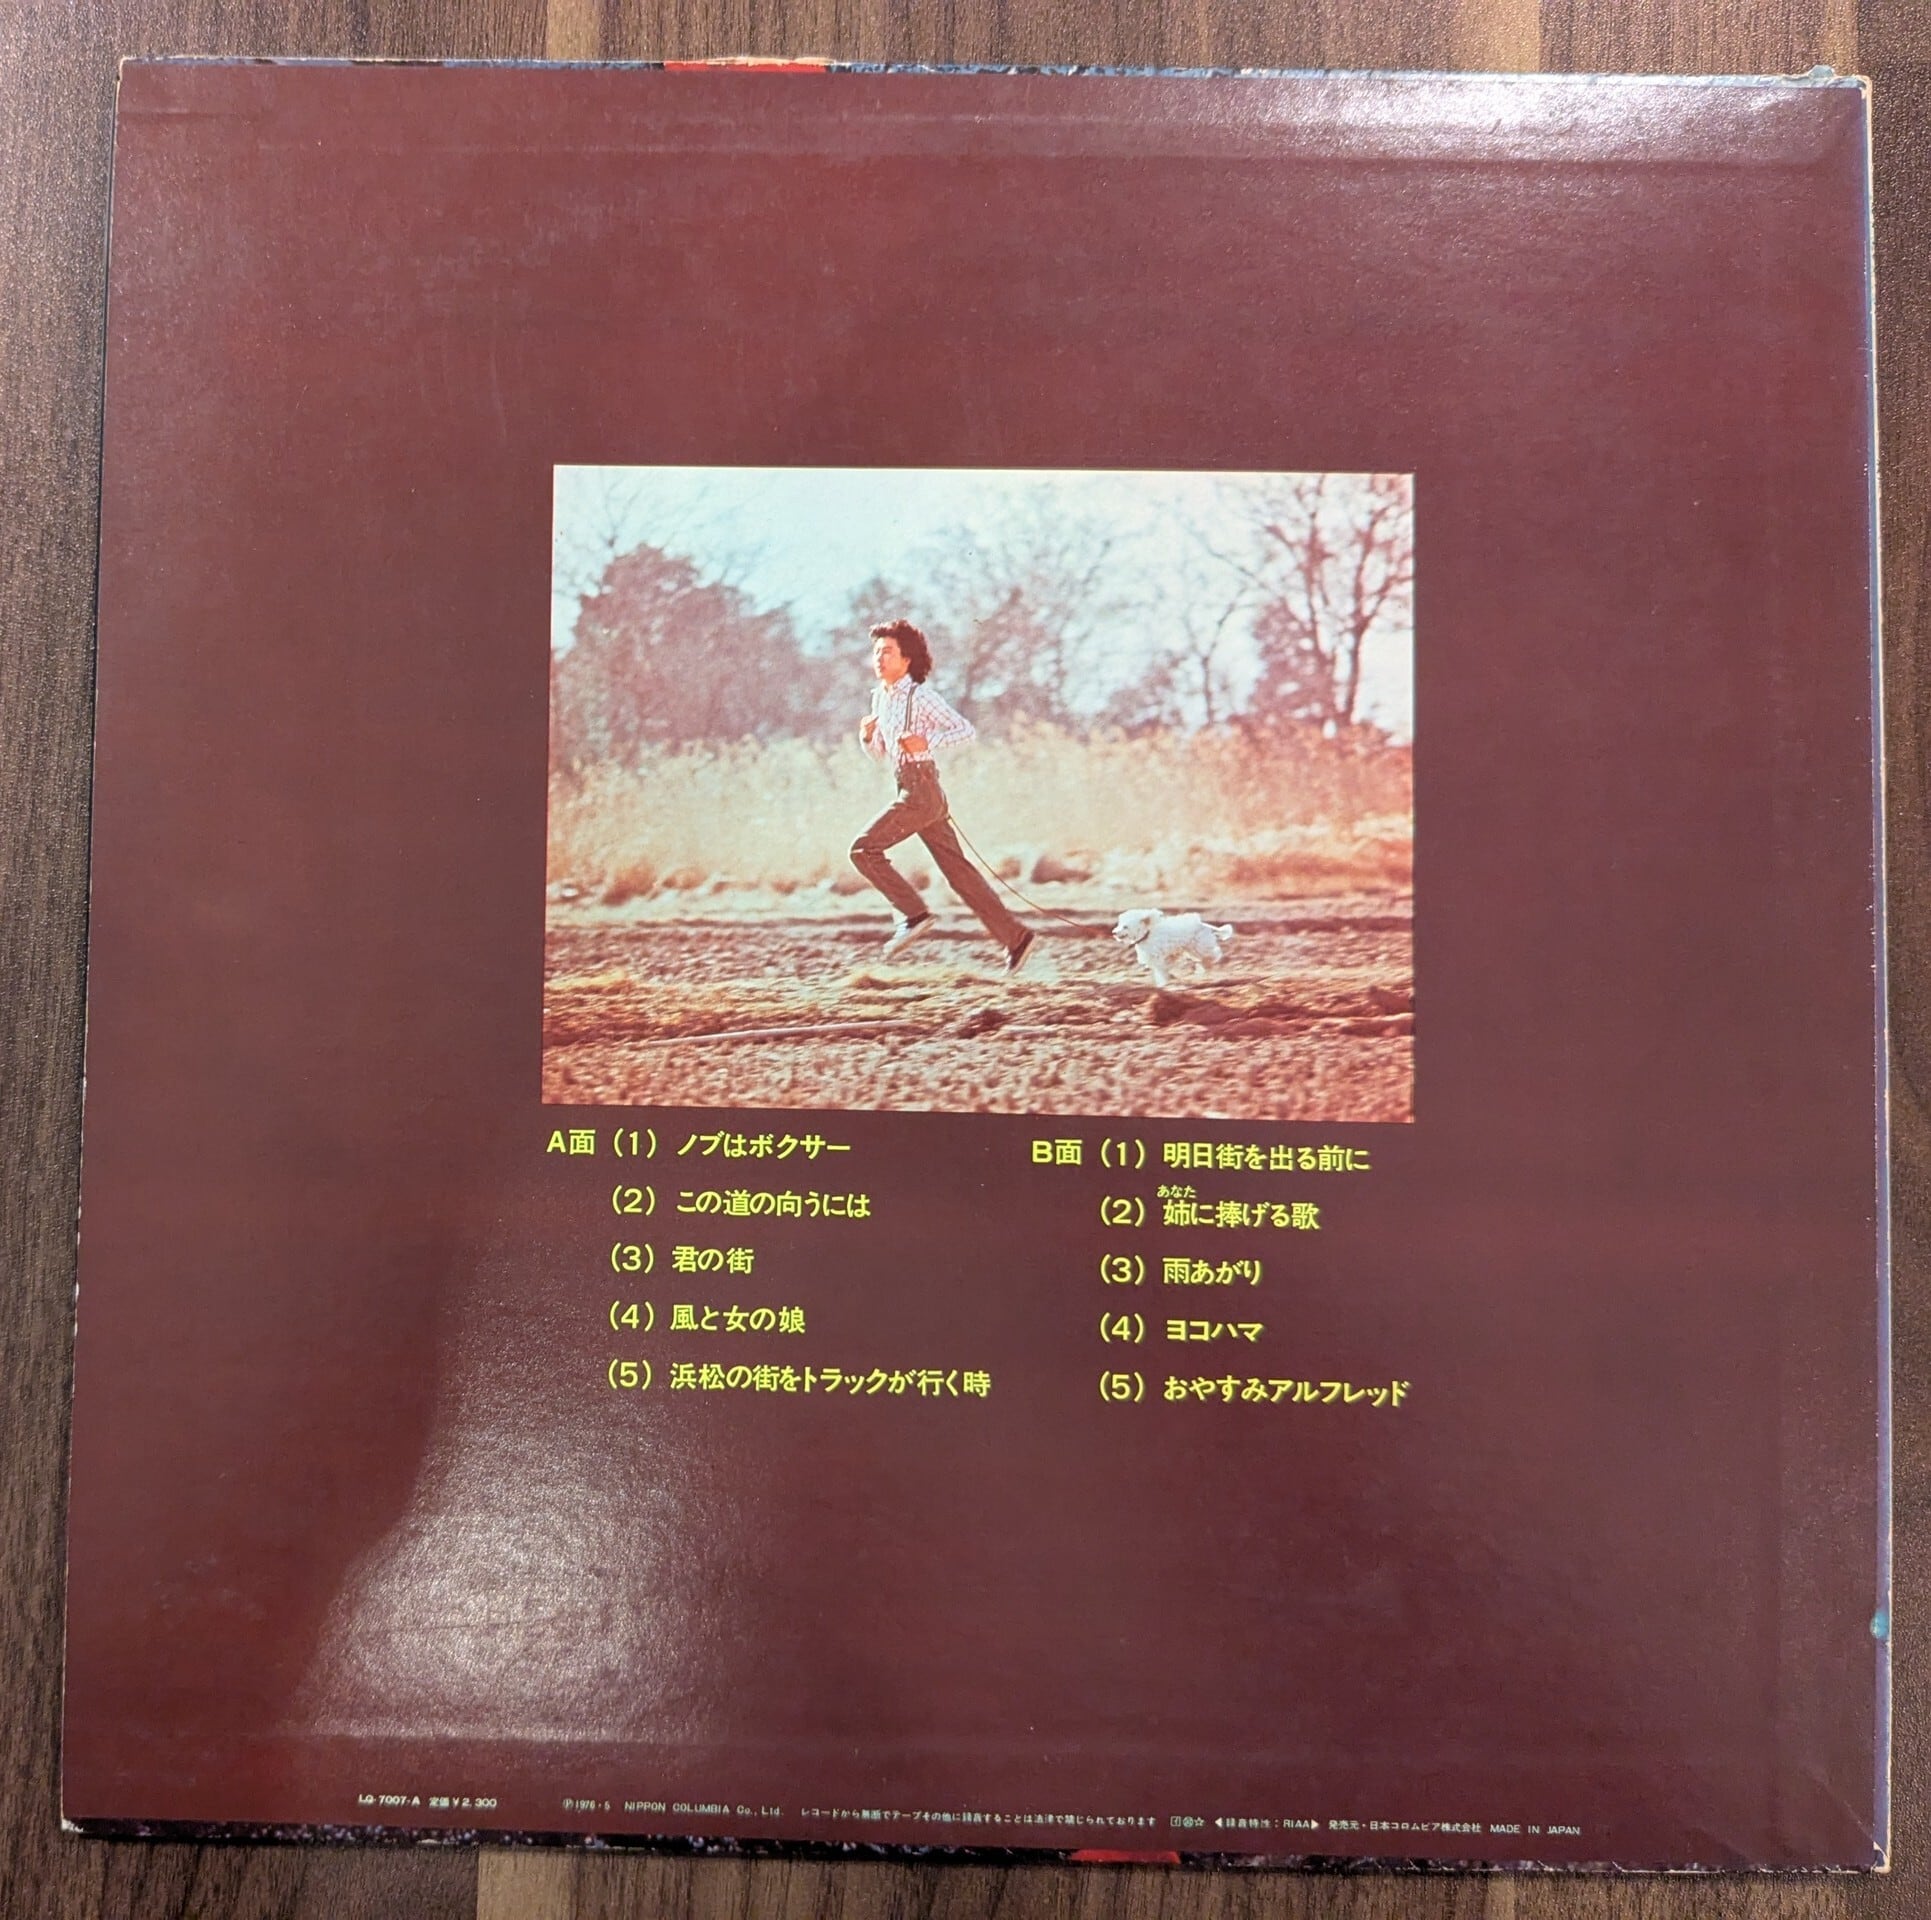 A面 (1) ノブはボクサー
(2) この道の向うには
(3) 君の街
(4) 風と女の娘
(5) 浜松の街をトラックが行く時
B面 (1) 明日街を出る前に
あなた
(2) 姉に捧げる歌
(3) 雨あがり
(4) ヨコハマ
(5) おやすみアルフレッド
LQ-7007-A 定価¥2,300 Ⓟ1976・5 NIPPON COLUMBIA Co., Ltd. レコードから無断でテープその他に録音することは法律で禁じられております ◀録音特性：RIAA▶ 発売元・日本コロムビア株式会社 MADE IN JAPAN